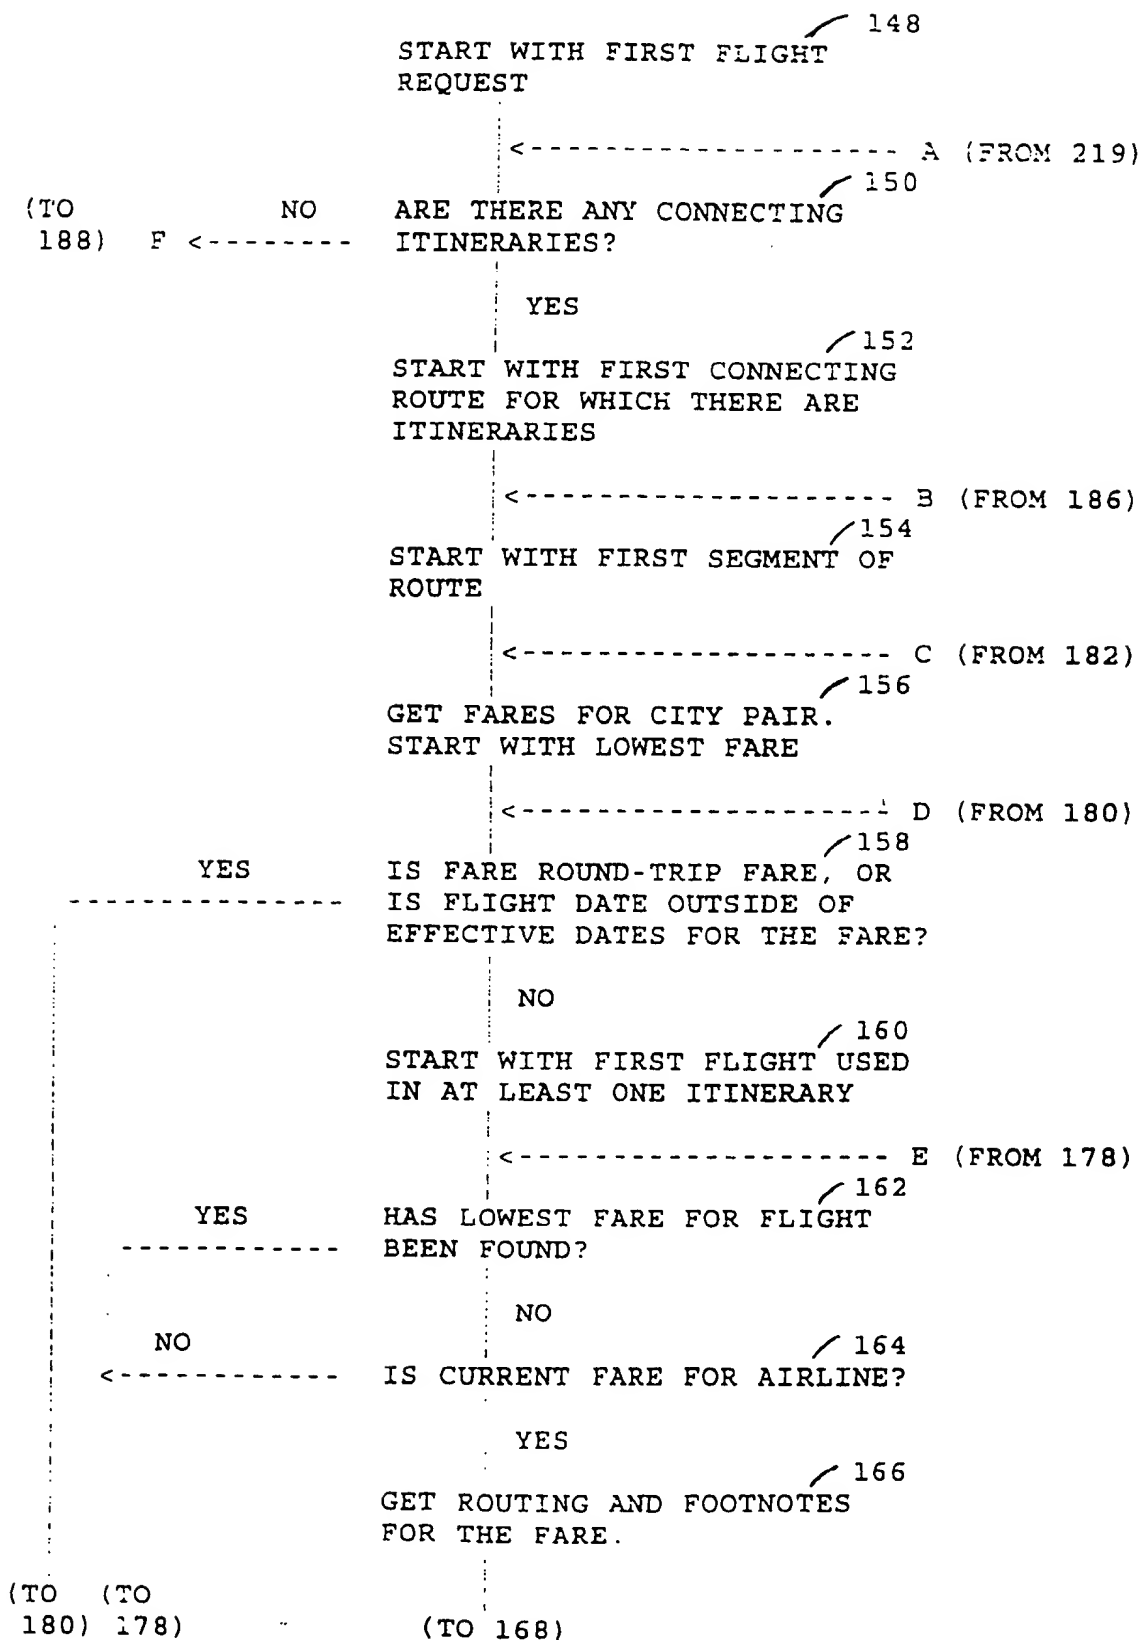 148
START WITH FIRST FLIGHT
REQUEST
<-------------------- A (FROM 219)
150
(TO NO ARE THERE ANY CONNECTING
188) F <-------- ITINERARIES?
YES
152
START WITH FIRST CONNECTING
ROUTE FOR WHICH THERE ARE
ITINERARIES
<-------------------- B (FROM 186)
154
START WITH FIRST SEGMENT OF
ROUTE
<-------------------- C (FROM 182)
156
GET FARES FOR CITY PAIR.
START WITH LOWEST FARE
<-------------------- D (FROM 180)
158
YES IS FARE ROUND-TRIP FARE, OR
--------------- IS FLIGHT DATE OUTSIDE OF
EFFECTIVE DATES FOR THE FARE?
NO
160
START WITH FIRST FLIGHT USED
IN AT LEAST ONE ITINERARY
<-------------------- E (FROM 178)
162
YES HAS LOWEST FARE FOR FLIGHT
------------ BEEN FOUND?
NO
NO 164
<------------ IS CURRENT FARE FOR AIRLINE?
YES
166
GET ROUTING AND FOOTNOTES
FOR THE FARE.
(TO (TO
180) 178) (TO 168)